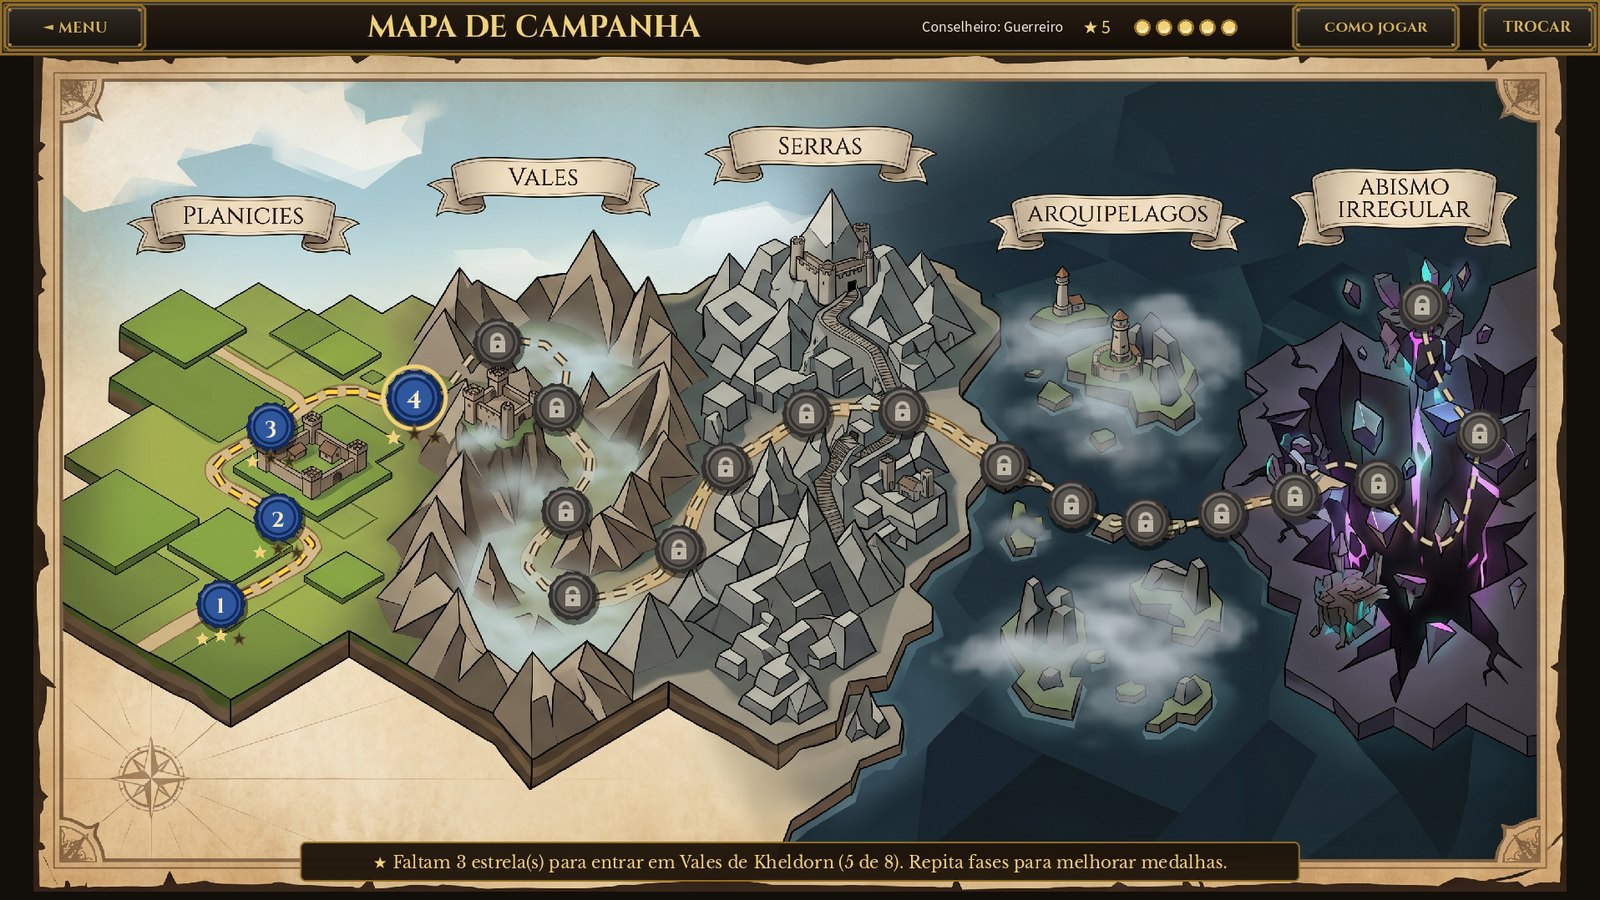 ◄ MENU
MAPA DE CAMPANHA
Conselheiro: Guerreiro
★ 5
COMO JOGAR
TROCAR
PLANICIES
VALES
SERRAS
ARQUIPELAGOS
ABISMO
IRREGULAR
4
3
2
1
★ Faltam 3 estrela(s) para entrar em Vales de Kheldorn (5 de 8). Repita fases para melhorar medalhas.